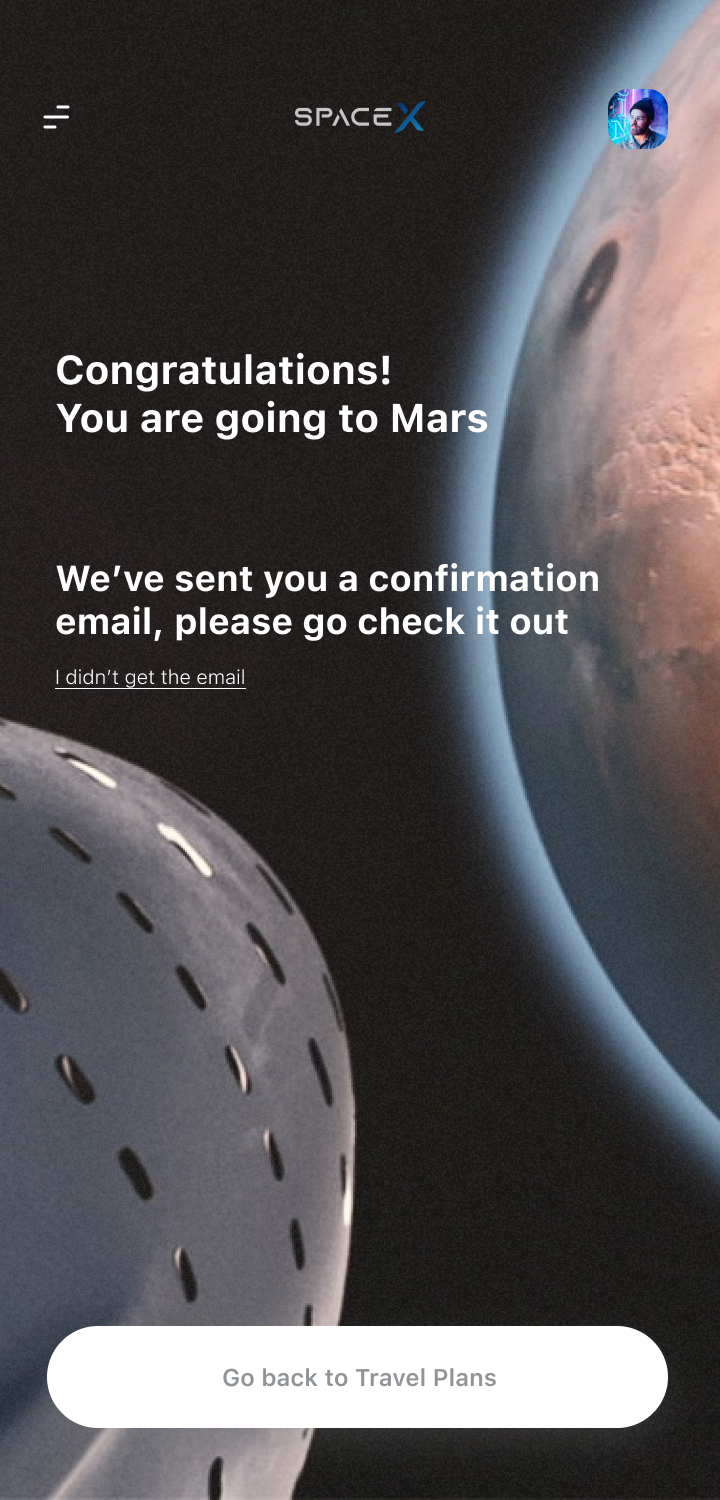 SPACEX
Congratulations!
You are going to Mars
We’ve sent you a confirmation
email, please go check it out
I didn’t get the email
Go back to Travel Plans